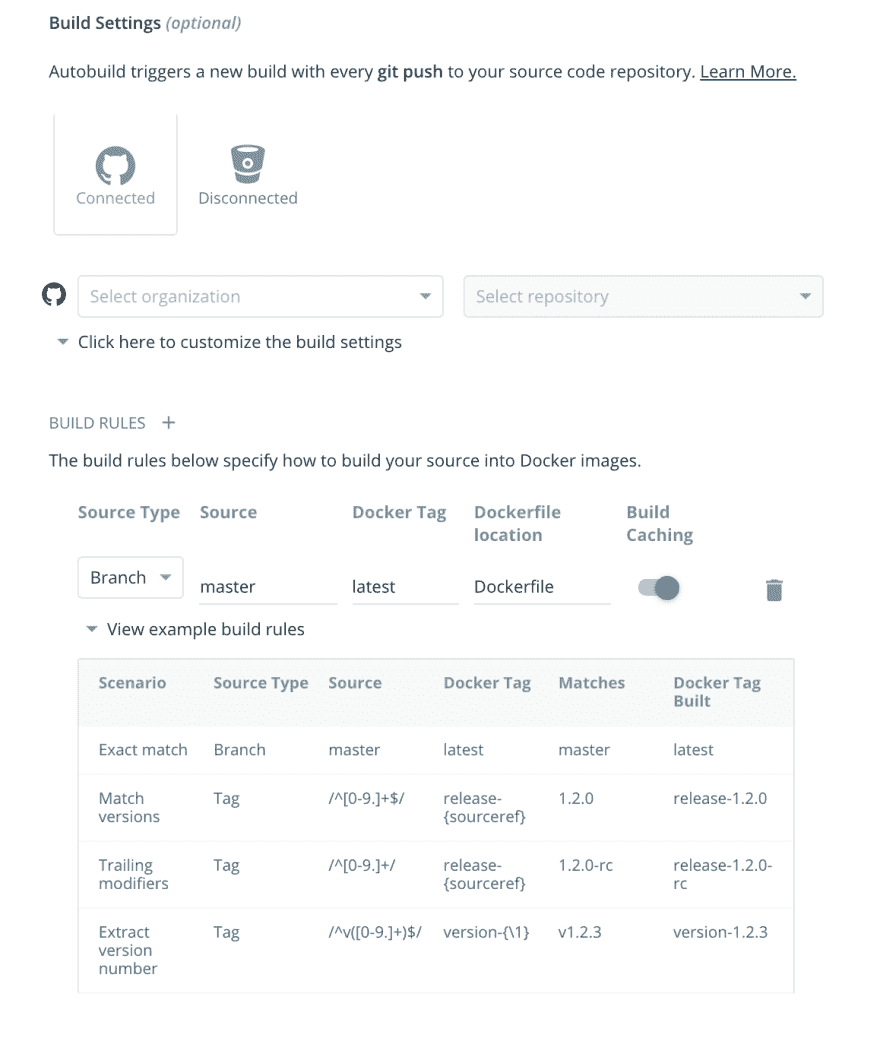 Build Settings (optional)
Autobuild triggers a new build with every git push to your source code repository. Learn More.
Connected Disconnected
Select organization Select repository
Click here to customize the build settings
BUILD RULES +
The build rules below specify how to build your source into Docker images.
Source Type Source Docker Tag Dockerfile Build
location Caching
Branch master latest Dockerfile
View example build rules
Scenario Source Type Source Docker Tag Matches Docker Tag
Built
Exact match Branch master latest master latest
Match Tag /^[0-9.]+$/ release- 1.2.0 release-1.2.0
versions {sourceref}
Trailing Tag /^[0-9.]+/ release- 1.2.0-rc release-1.2.0-
modifiers {sourceref} rc
Extract Tag /^v([0-9.]+)$/ version-{\1} v1.2.3 version-1.2.3
version
number